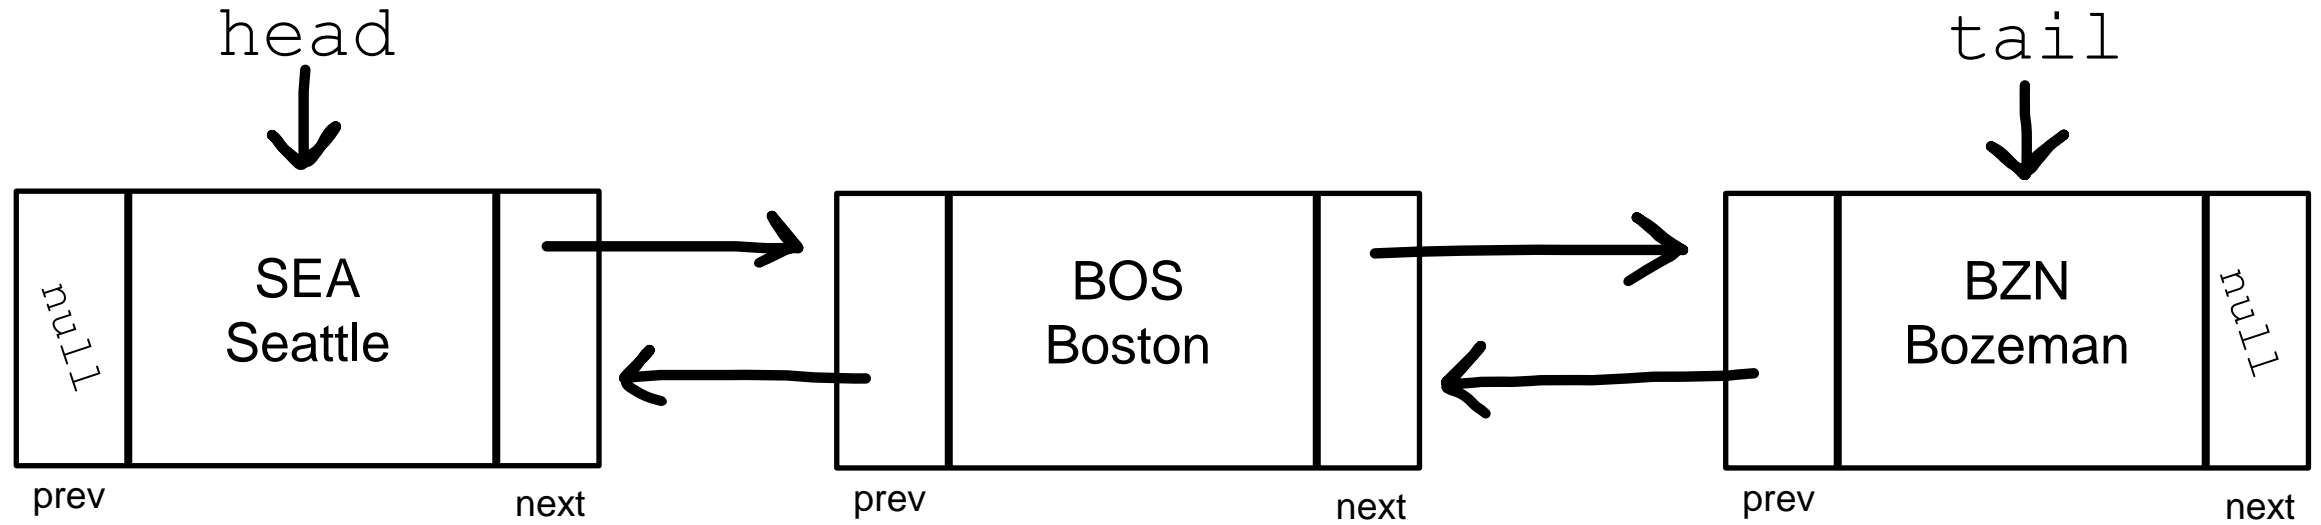 head
tail
null
SEA
Seattle
BOS
Boston
BZN
Bozeman
null
prev
next
prev
next
prev
next